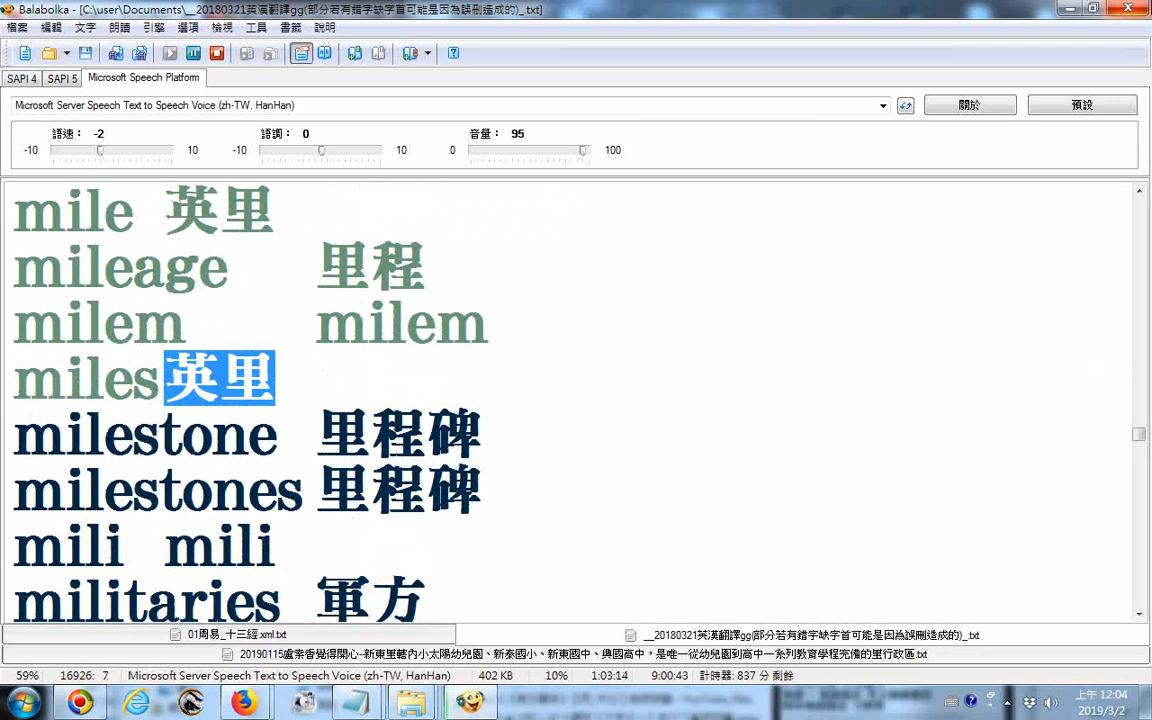 Balabolka - [C:\user\Documents\__20180321英漢翻譯gg(部分若有錯字缺字首可能是因為誤刪造成的)_.txt]
檔案 編輯 文字 朗讀 引擎 選項 檢視 工具 書籤 說明
SAPI 4 SAPI 5 Microsoft Speech Platform
Microsoft Server Speech Text to Speech Voice (zh-TW, HanHan) 關於 預設
語速： -2 語調： 0 音量： 95
-10 10 -10 10 0 100
mile 英里
mileage 里程
milem milem
miles 英里
milestone 里程碑
milestones 里程碑
mili mili
militaries 軍方
01周易_十三經.xml.txt __20180321英漢翻譯gg(部分若有錯字缺字首可能是因為誤刪造成的)_.txt
20190115盧素香覺得開心-新東里轄內小太陽幼兒園、新泰國小、新東國中、興國高中，是唯一從幼兒園到高中一系列教育學程完備的里行政區.txt
59% 16926: 7 Microsoft Server Speech Text to Speech Voice (zh-TW, HanHan) 402 KB 10% 1:03:14 9:00:43 計時器: 837 分 剩餘
上午 12:04
2019/3/2